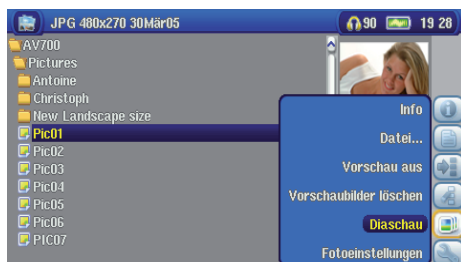 JPG 480x270 30Mär05 90 19 28
AV700
Pictures
Antoine
Christoph
New Landscape size
Pic01
Pic02
Pic03
Pic04
Pic05
Pic06
PIC07
Info
Datei...
Vorschau aus
Vorschaubilder löschen
Diaschau
Fotoeinstellungen